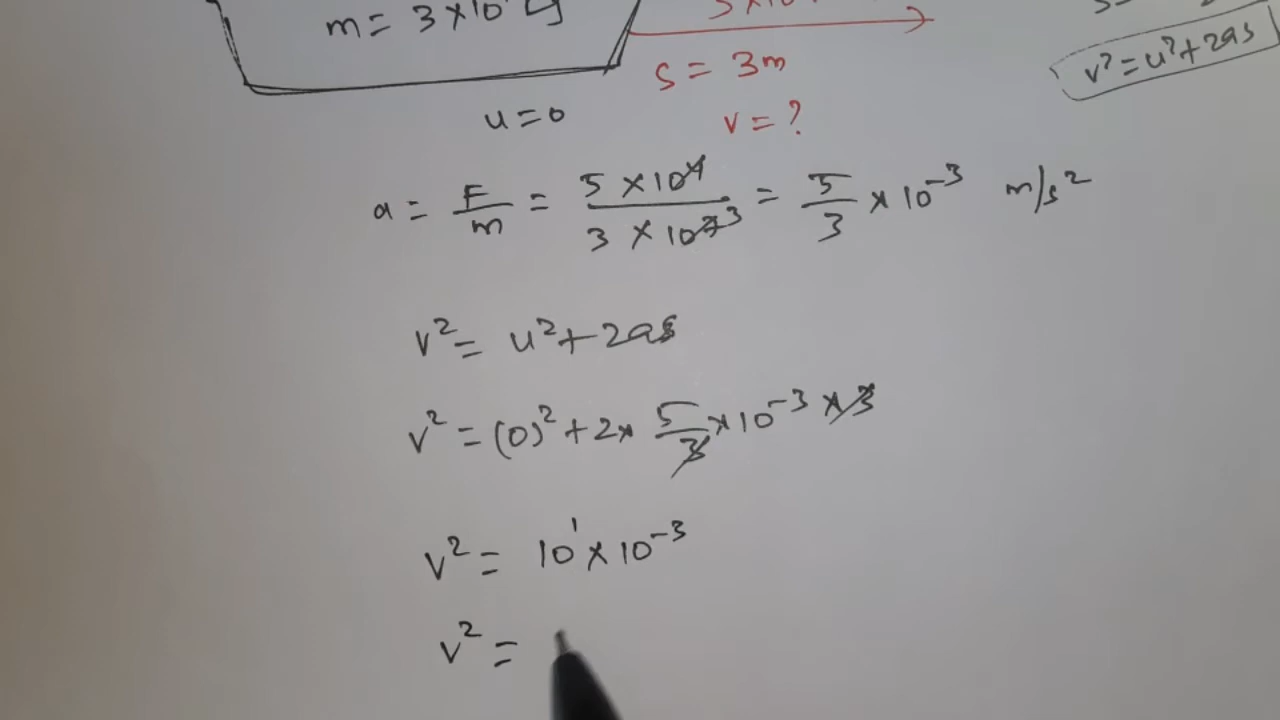 m = 3 × 10
s = 3m
v² = u² + 2as
u = 0
v = ?
a = F/m = 5 × 10⁴ / 3 × 10⁷ ³ = 5/3 × 10⁻³ m/s²
v² = u² + 2as
v² = (0)² + 2 × 5/3 × 10⁻³ × 3
v² = 10¹ × 10⁻³
v² =